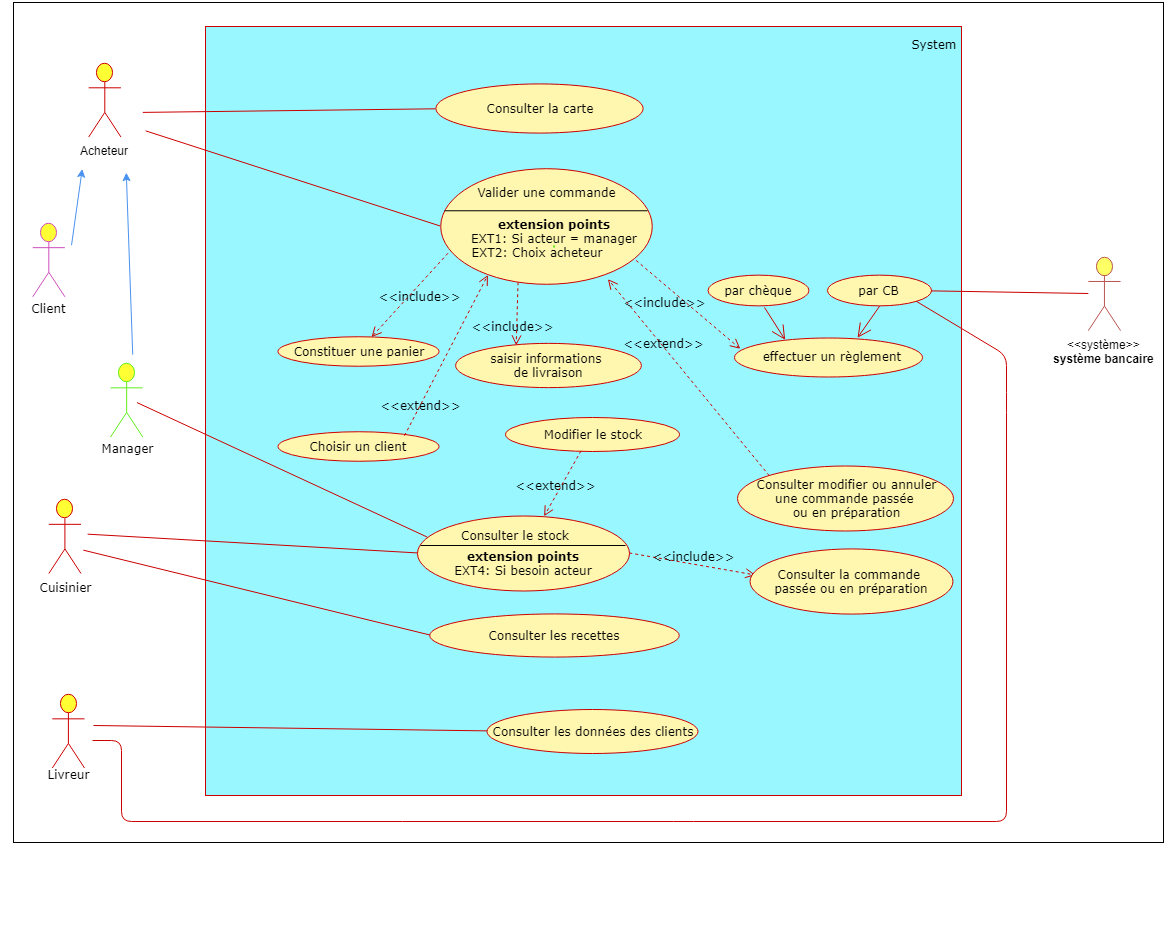 System
Acheteur
Consulter la carte
Valider une commande
extension points
EXT1: Si acteur = manager
EXT2: Choix acheteur
Client
<<include>>
<<include>>
<<include>>
<<extend>>
<<extend>>
par chèque
par CB
<<système>>
système bancaire
Constituer une panier
saisir informations
de livraison
effectuer un règlement
Manager
Choisir un client
Modifier le stock
<<extend>>
Consulter modifier ou annuler
une commande passée
ou en préparation
Cuisinier
Consulter le stock
extension points
EXT4: Si besoin acteur
<<include>>
Consulter la commande
passée ou en préparation
Consulter les recettes
Livreur
Consulter les données des clients